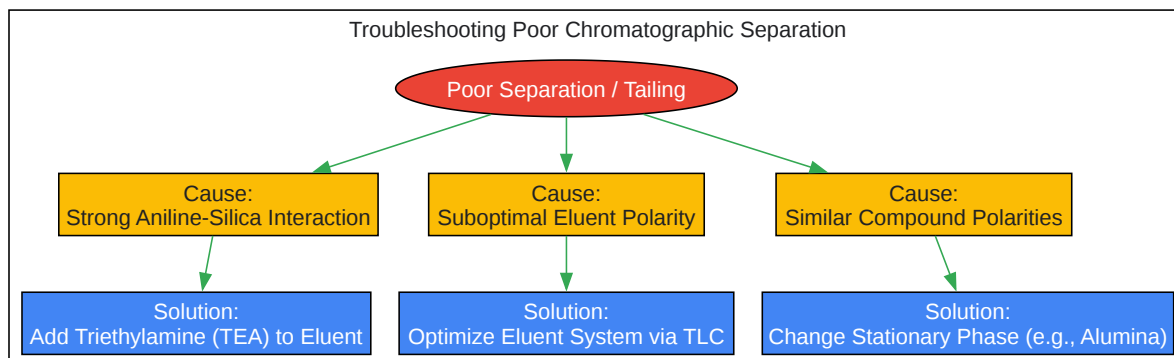 Troubleshooting Poor Chromatographic Separation
Poor Separation / Tailing
Cause:
Strong Aniline-Silica Interaction
Cause:
Suboptimal Eluent Polarity
Cause:
Similar Compound Polarities
Solution:
Add Triethylamine (TEA) to Eluent
Solution:
Optimize Eluent System via TLC
Solution:
Change Stationary Phase (e.g., Alumina)